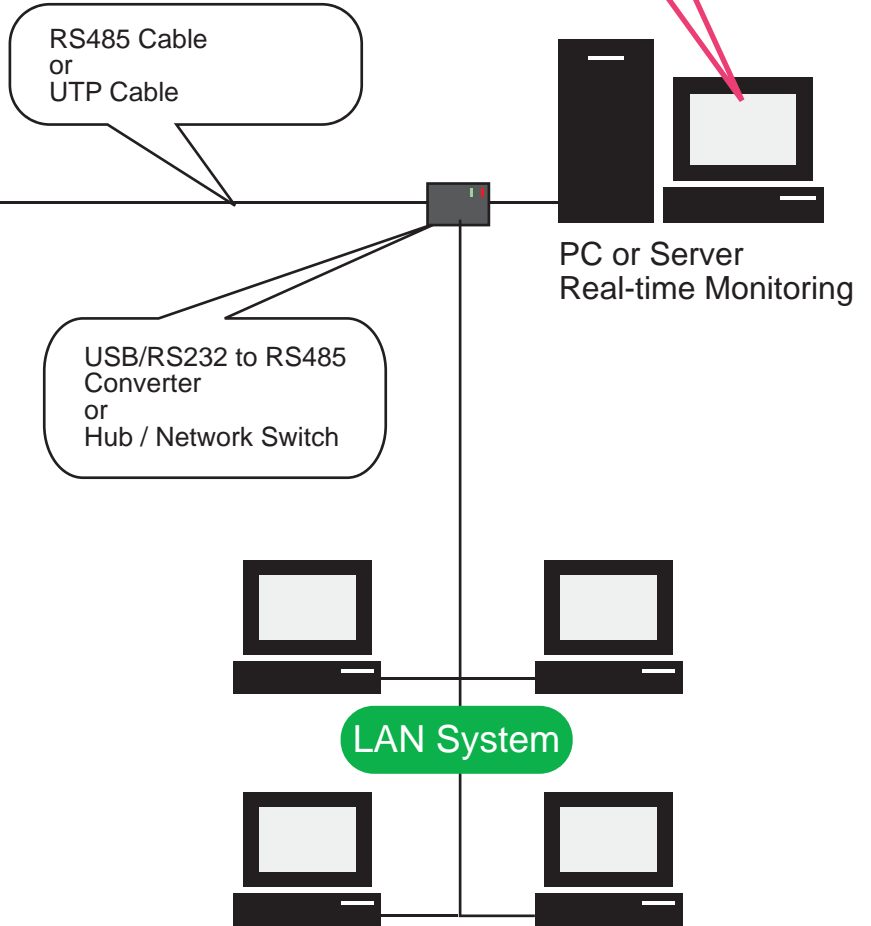 RS485 Cable
or
UTP Cable
PC or Server
Real-time Monitoring
USB/RS232 to RS485
Converter
or
Hub / Network Switch
LAN System